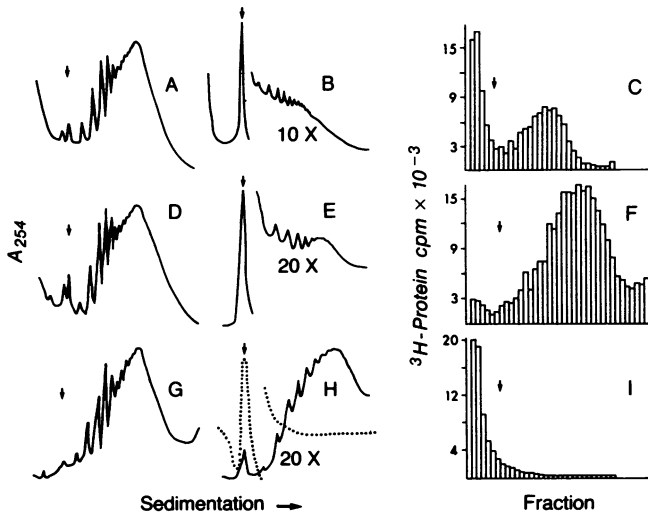 A
B
10 X
15
9
3
C
A254
D
E
20 X
³H-Protein cpm × 10⁻³
15
9
3
F
G
H
20 X
20
12
4
I
Sedimentation →
Fraction